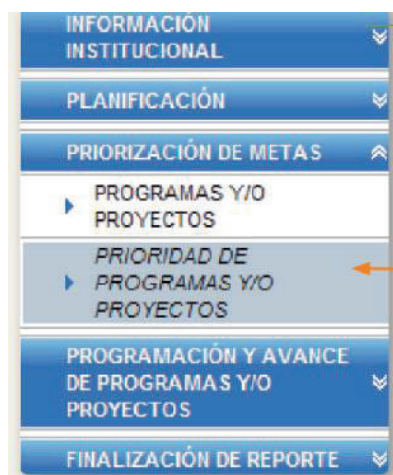 INFORMACIÓN
INSTITUCIONAL
PLANIFICACIÓN
PRIORIZACIÓN DE METAS
PROGRAMAS Y/O
PROYECTOS
PRIORIDAD DE
PROGRAMAS Y/O
PROYECTOS
PROGRAMACIÓN Y AVANCE
DE PROGRAMAS Y/O
PROYECTOS
FINALIZACIÓN DE REPORTE